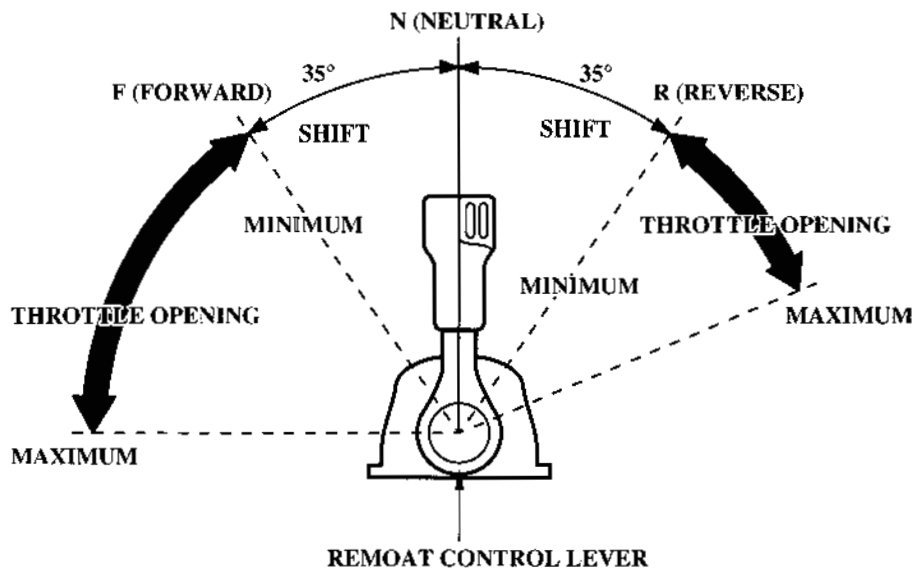 N (NEUTRAL)
35°
35°
F (FORWARD)
R (REVERSE)
SHIFT
SHIFT
MINIMUM
THROTTLE OPENING
MINIMUM
THROTTLE OPENING
MAXIMUM
MAXIMUM
REMOAT CONTROL LEVER